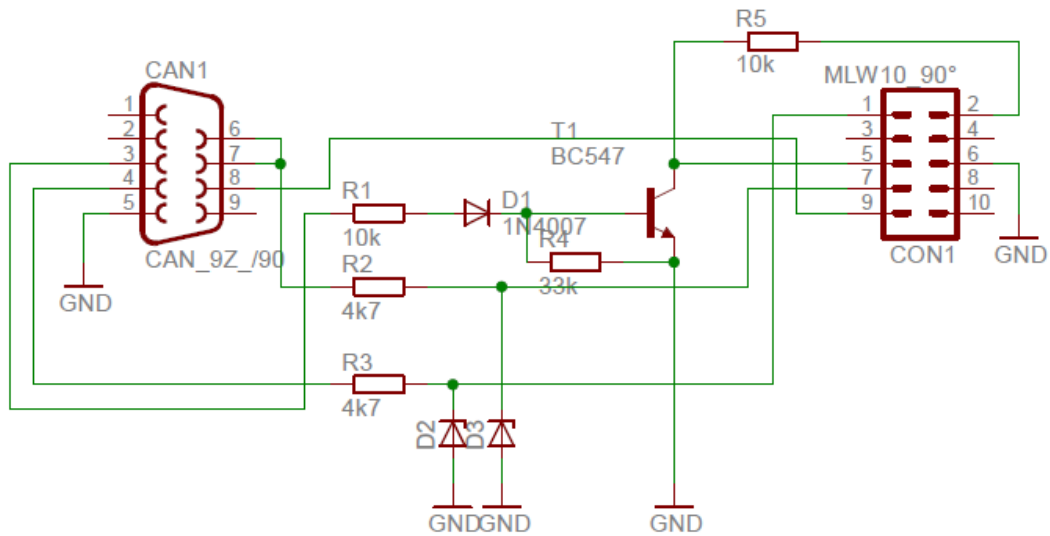 R5
10k
CAN1
MLW10_90°
1
2
3
4
5
6
7
8
9
1
2
3
4
5
6
7
8
9
10
T1
BC547
R1
10k
D1
1N4007
R4
33k
CAN_9Z_/90
CON1
GND
GND
R2
4k7
R3
4k7
D2
D3
GND
GND
GND